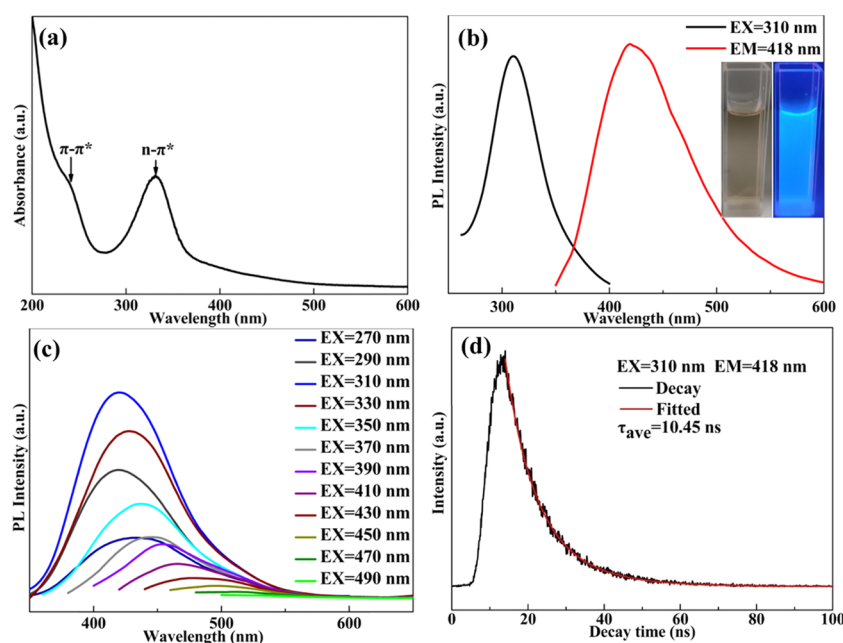 (a)
π-π*
n-π*
Absorbance (a.u.)
200 300 400 500 600
Wavelength (nm)
(b)
EX=310 nm
EM=418 nm
PL Intensity (a.u.)
300 400 500 600
Wavelength (nm)
(c)
EX=270 nm
EX=290 nm
EX=310 nm
EX=330 nm
EX=350 nm
EX=370 nm
EX=390 nm
EX=410 nm
EX=430 nm
EX=450 nm
EX=470 nm
EX=490 nm
PL Intensity (a.u.)
400 500 600
Wavelength (nm)
(d)
EX=310 nm EM=418 nm
Decay
Fitted
τave=10.45 ns
Intensity (a.u.)
0 20 40 60 80 100
Decay time (ns)